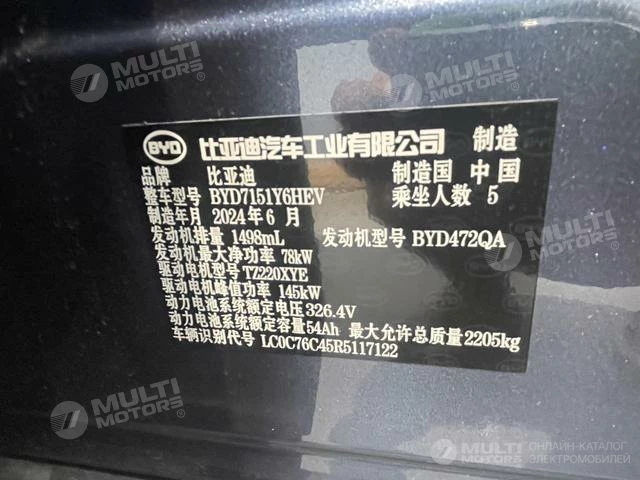 MULTI MOTORS®
MULTI MOTORS®
BYD 比亚迪汽车工业有限公司 制造
品牌 比亚迪 制造国 中国
整车型号 BYD7151Y6HEV 乘坐人数 5
制造年月 2024年6月
发动机排量 1498mL 发动机型号 BYD472QA
发动机最大净功率 78kW
驱动电机型号 TZ220XYE
驱动电机峰值功率 145kW
动力电池系统额定电压 326.4V
动力电池系统额定容量 54Ah 最大允许总质量 2205kg
车辆识别代号 LC0C76C45R5117122
MULTI MOTORS®
MULTI MOTORS®
MULTI MOTORS
ОНЛАЙН-КАТАЛОГ
ЭЛЕКТРОМОБИЛЕЙ